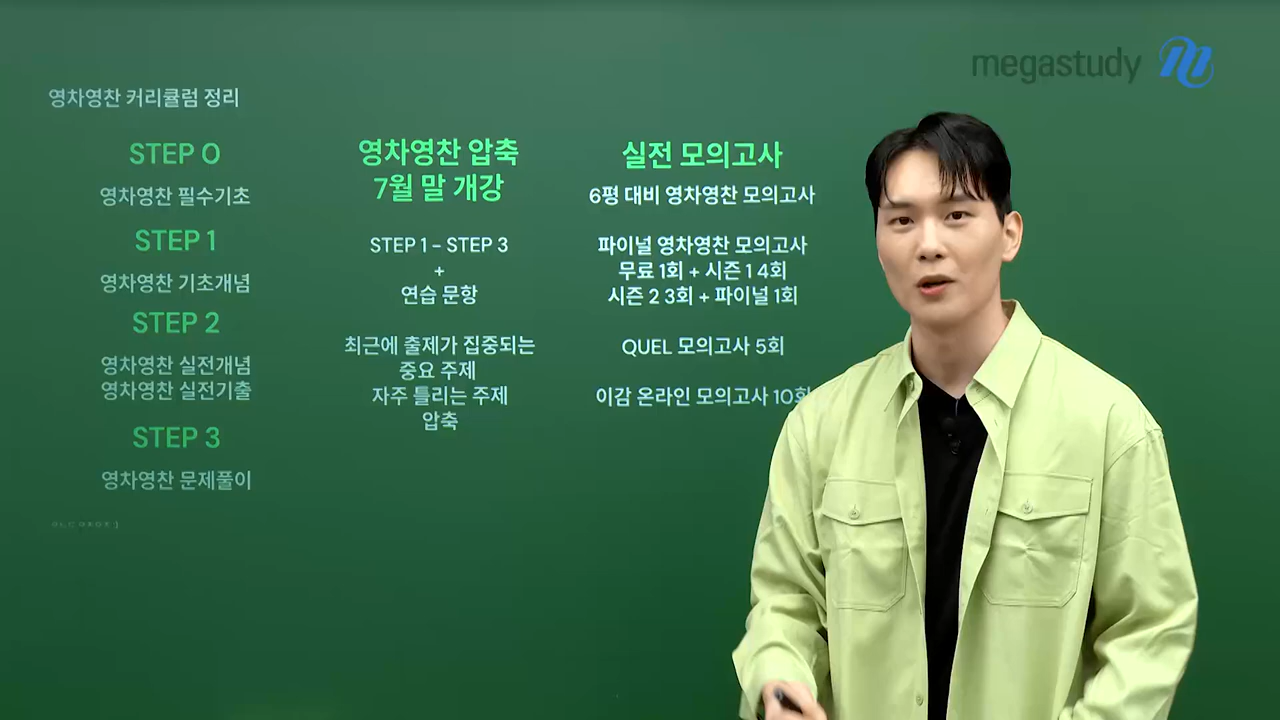 megastudy
영차영찬 커리큘럼 정리
STEP 0
영차영찬 필수기초
STEP 1
영차영찬 기초개념
STEP 2
영차영찬 실전개념
영차영찬 실전기출
STEP 3
영차영찬 문제풀이
영차영찬 압축
7월 말 개강
STEP 1 - STEP 3
+
연습 문항
최근에 출제가 집중되는
중요 주제
자주 틀리는 주제
압축
실전 모의고사
6평 대비 영차영찬 모의고사
파이널 영차영찬 모의고사
무료 1회 + 시즌 1 4회
시즌 2 3회 + 파이널 1회
QUEL 모의고사 5회
이감 온라인 모의고사 10회